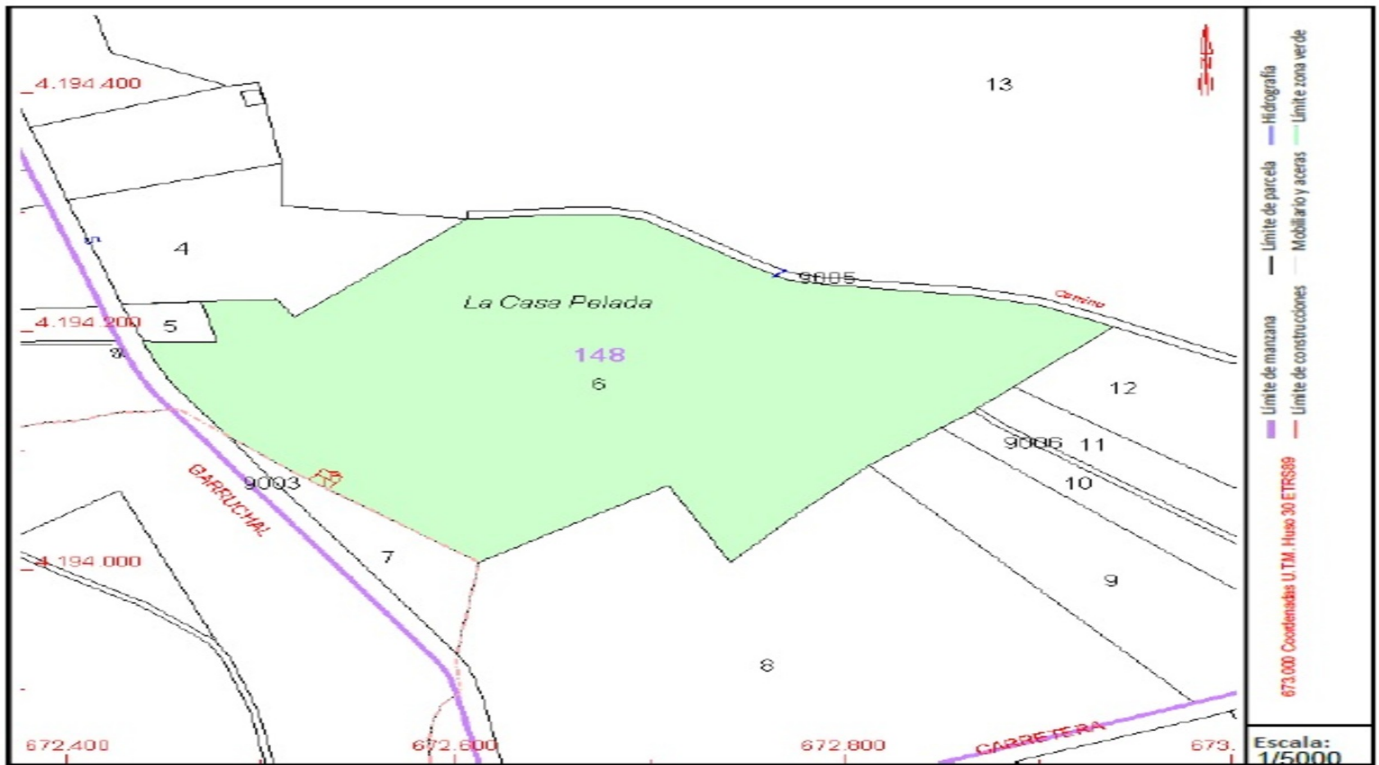 4.194.400
13
4
La Casa Pelada
9005
Camino
4.194.200
5
148
6
12
9006
11
10
GARRUCHAL
9003
7
4.194.000
9
8
CARRETERA
672.400
672.600
672.800
673.
Límite de manzana
Límite de parcela
Hidrografía
Límite de construcciones
Mobiliario y aceras
Límite zona verde
673.000 Coordenadas U.T.M. Huso 30 ETRS89
Escala:
1/5000